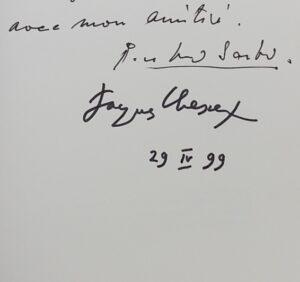 avec mon amitié.
Jacques Chessex
29 IV 99